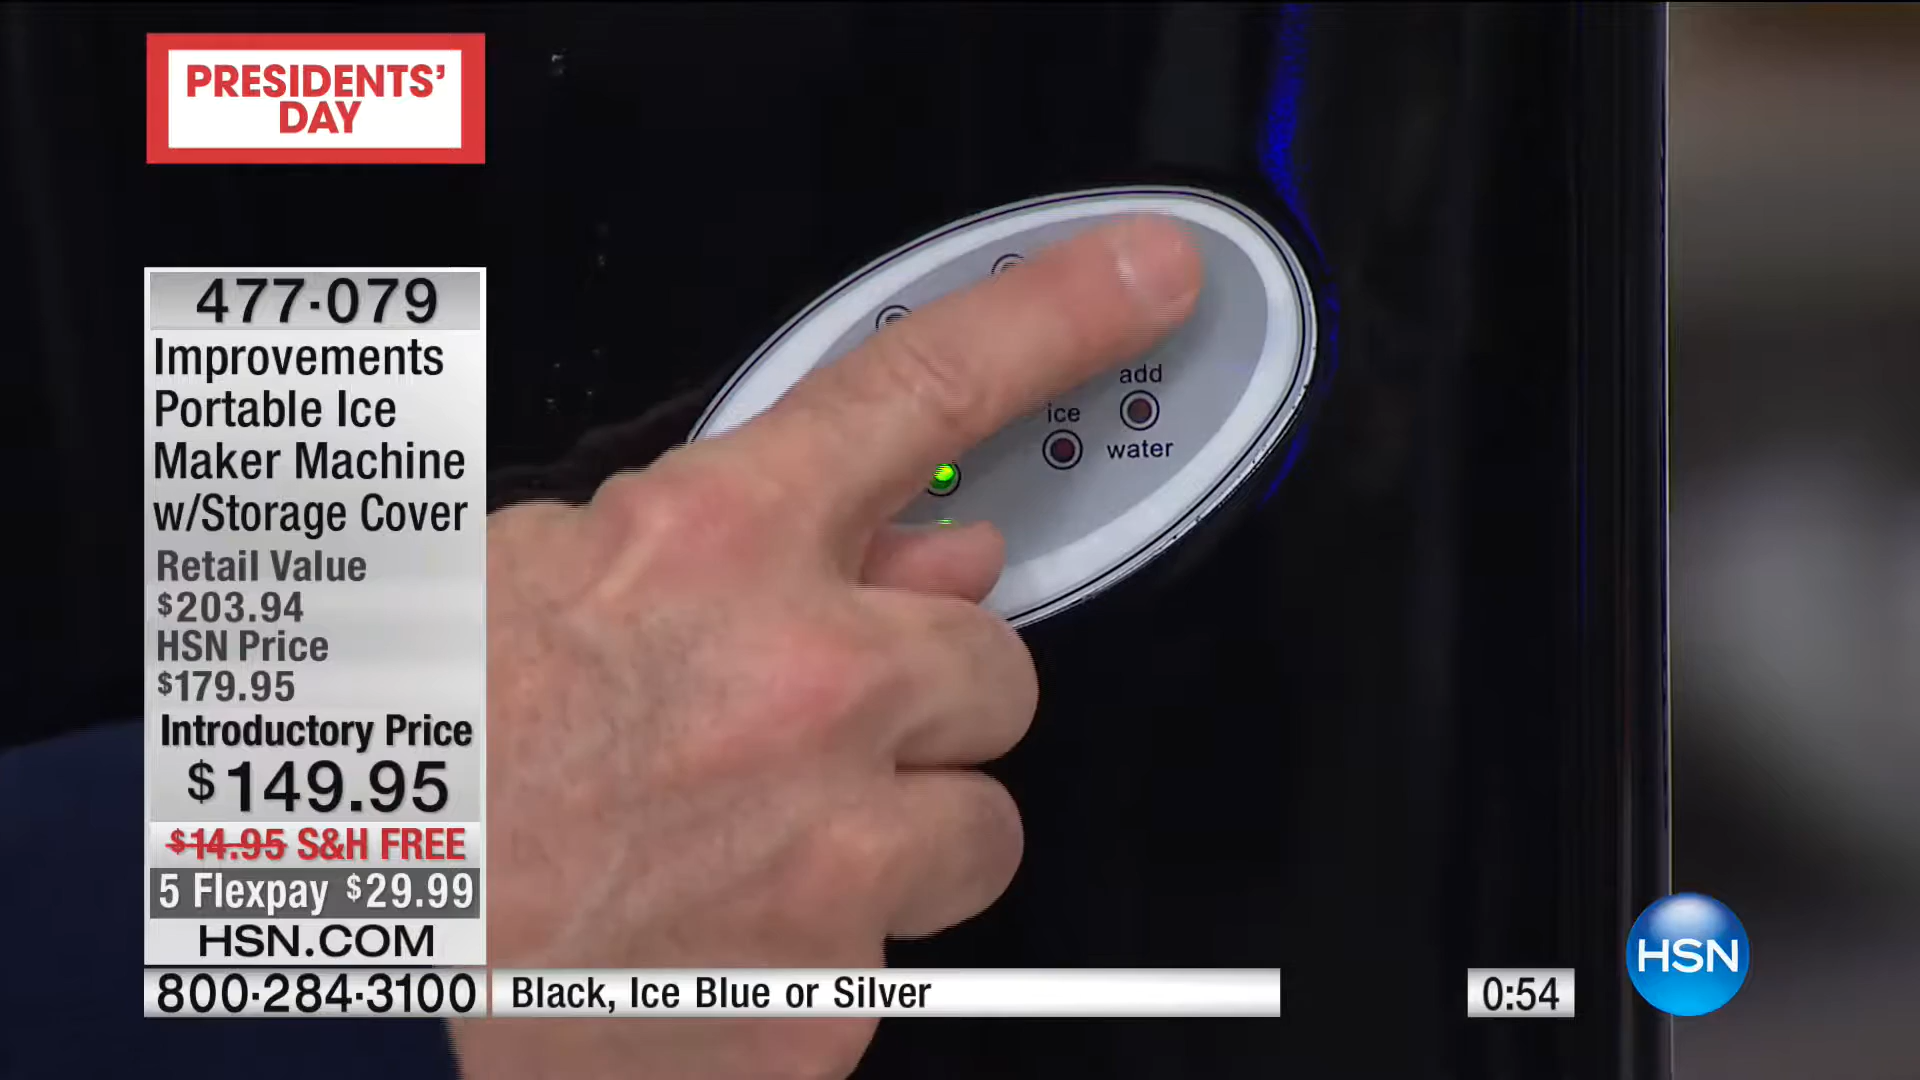 PRESIDENTS'
DAY
477·079
Improvements
Portable Ice
Maker Machine
w/Storage Cover
Retail Value
$203.94
HSN Price
$179.95
Introductory Price
$149.95
$14.95 S&H FREE
5 Flexpay $29.99
HSN.COM
800·284·3100
Black, Ice Blue or Silver
0:54
HSN
add
ice
water